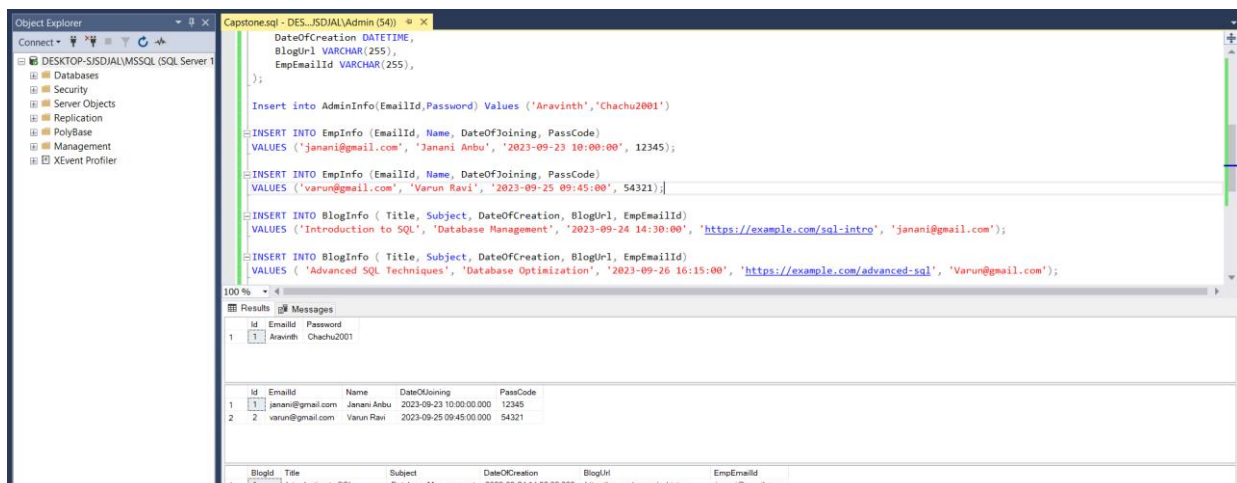 Object Explorer
Connect
DESKTOP-SJSDJAL\MSSQL (SQL Server 1
Databases
Security
Server Objects
Replication
PolyBase
Management
XEvent Profiler
Capstone.sql - DES...JSDJAL\Admin (54))
DateOfCreation DATETIME,
BlogUrl VARCHAR(255),
EmpEmailId VARCHAR(255),
);
Insert into AdminInfo(EmailId,Password) Values ('Aravinth','Chachu2001')
INSERT INTO EmpInfo (EmailId, Name, DateOfJoining, PassCode)
VALUES ('janani@gmail.com', 'Janani Anbu', '2023-09-23 10:00:00', 12345);
INSERT INTO EmpInfo (EmailId, Name, DateOfJoining, PassCode)
VALUES ('varun@gmail.com', 'Varun Ravi', '2023-09-25 09:45:00', 54321);
INSERT INTO BlogInfo ( Title, Subject, DateOfCreation, BlogUrl, EmpEmailId)
VALUES ('Introduction to SQL', 'Database Management', '2023-09-24 14:30:00', 'https://example.com/sql-intro', 'janani@gmail.com');
INSERT INTO BlogInfo ( Title, Subject, DateOfCreation, BlogUrl, EmpEmailId)
VALUES ( 'Advanced SQL Techniques', 'Database Optimization', '2023-09-26 16:15:00', 'https://example.com/advanced-sql', 'Varun@gmail.com');
100 %
Results Messages
Id EmailId Password
1 1 Aravinth Chachu2001
Id EmailId Name DateOfJoining PassCode
1 1 janani@gmail.com Janani Anbu 2023-09-23 10:00:00.000 12345
2 2 varun@gmail.com Varun Ravi 2023-09-25 09:45:00.000 54321
BlogId Title Subject DateOfCreation BlogUrl EmpEmailId